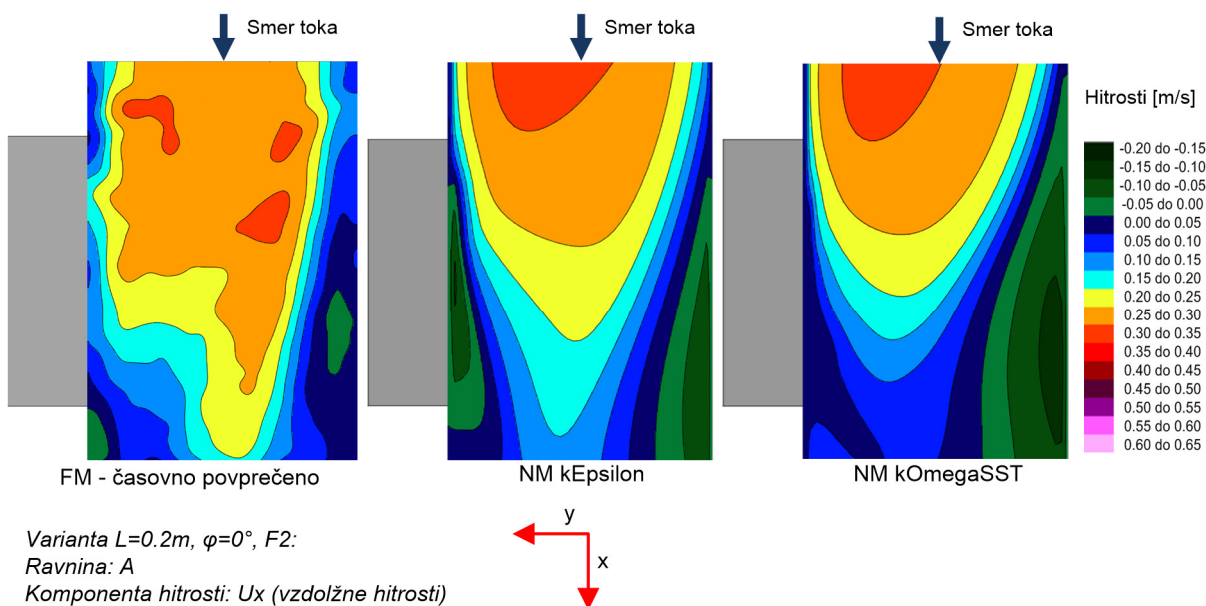 Smer toka
Smer toka
Smer toka
Hitrosti [m/s]
-0.20 do -0.15
-0.15 do -0.10
-0.10 do -0.05
-0.05 do 0.00
0.00 do 0.05
0.05 do 0.10
0.10 do 0.15
0.15 do 0.20
0.20 do 0.25
0.25 do 0.30
0.30 do 0.35
0.35 do 0.40
0.40 do 0.45
0.45 do 0.50
0.50 do 0.55
0.55 do 0.60
0.60 do 0.65
FM - časovno povprečeno
NM kEpsilon
NM kOmegaSST
y
x
Varianta L=0.2m, φ=0°, F2:
Ravnina: A
Komponenta hitrosti: Ux (vzdolžne hitrosti)